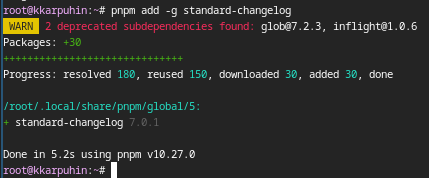 root@kkarpuhin:~# pnpm add -g standard-changelog
WARN 2 deprecated subdependencies found: glob@7.2.3, inflight@1.0.6
Packages: +30
++++++++++++++++++++++++++++++
Progress: resolved 180, reused 150, downloaded 30, added 30, done
/root/.local/share/pnpm/global/5:
+ standard-changelog 7.0.1
Done in 5.2s using pnpm v10.27.0
root@kkarpuhin:~#